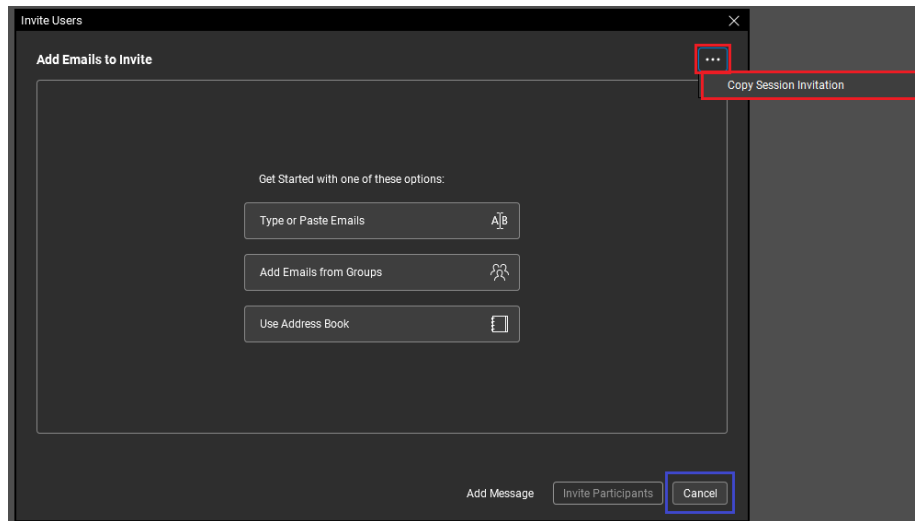 Invite Users
Add Emails to Invite
Copy Session Invitation
Get Started with one of these options:
Type or Paste Emails
Add Emails from Groups
Use Address Book
Add Message Invite Participants Cancel